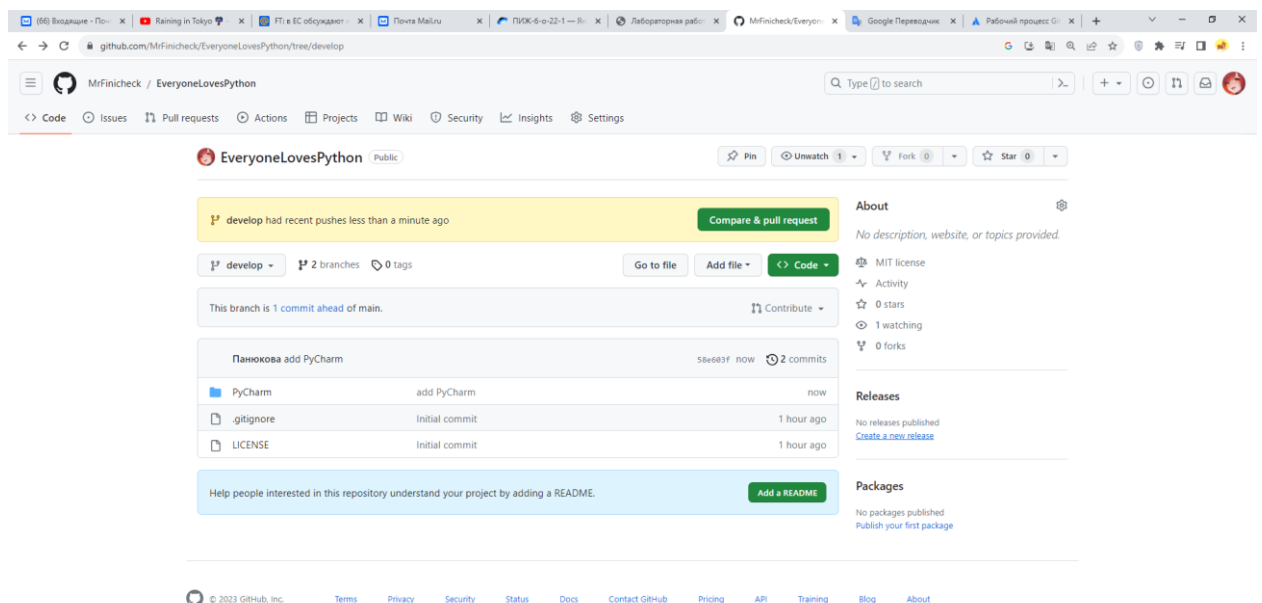 (66) Входящие - Поч
Raining in Tokyo
FT: в ЕС обсуждают
Почта Mail.ru
ПИЖ-б-о-22-1 — Ян
Лабораторная работ
MrFinicheck/Everyone
Google Переводчик
Рабочий процесс Git
github.com/MrFinicheck/EveryoneLovesPython/tree/develop
MrFinicheck / EveryoneLovesPython
Type / to search
Code Issues Pull requests Actions Projects Wiki Security Insights Settings
EveryoneLovesPython Public
Pin Unwatch 1 Fork 0 Star 0
develop had recent pushes less than a minute ago
Compare & pull request
develop 2 branches 0 tags
Go to file Add file Code
This branch is 1 commit ahead of main.
Contribute
Панюкова add PyCharm 58e603f now 2 commits
PyCharm add PyCharm now
.gitignore Initial commit 1 hour ago
LICENSE Initial commit 1 hour ago
Help people interested in this repository understand your project by adding a README.
Add a README
About
No description, website, or topics provided.
MIT license
Activity
0 stars
1 watching
0 forks
Releases
No releases published
Create a new release
Packages
No packages published
Publish your first package
© 2023 GitHub, Inc. Terms Privacy Security Status Docs Contact GitHub Pricing API Training Blog About